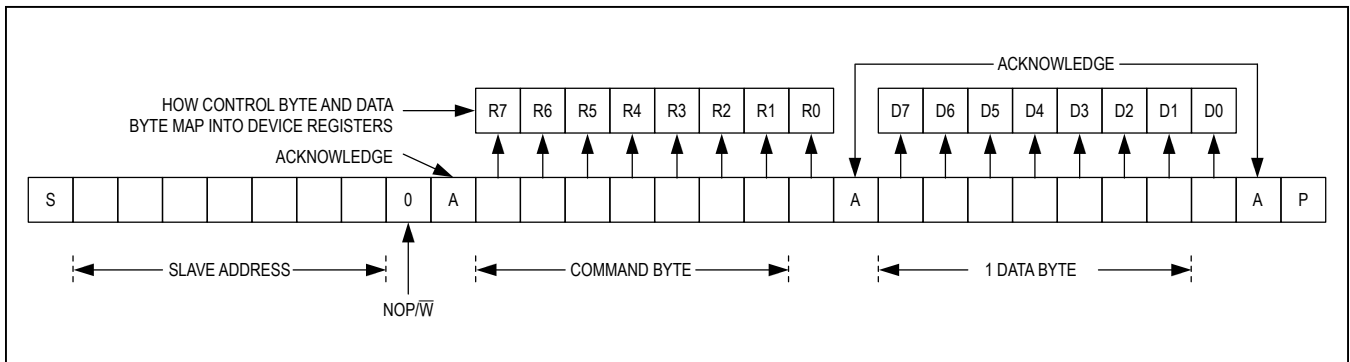 ACKNOWLEDGE
HOW CONTROL BYTE AND DATA
BYTE MAP INTO DEVICE REGISTERS
R7 R6 R5 R4 R3 R2 R1 R0
D7 D6 D5 D4 D3 D2 D1 D0
ACKNOWLEDGE
S 0 A A A P
SLAVE ADDRESS
COMMAND BYTE
1 DATA BYTE
NOP/W̅